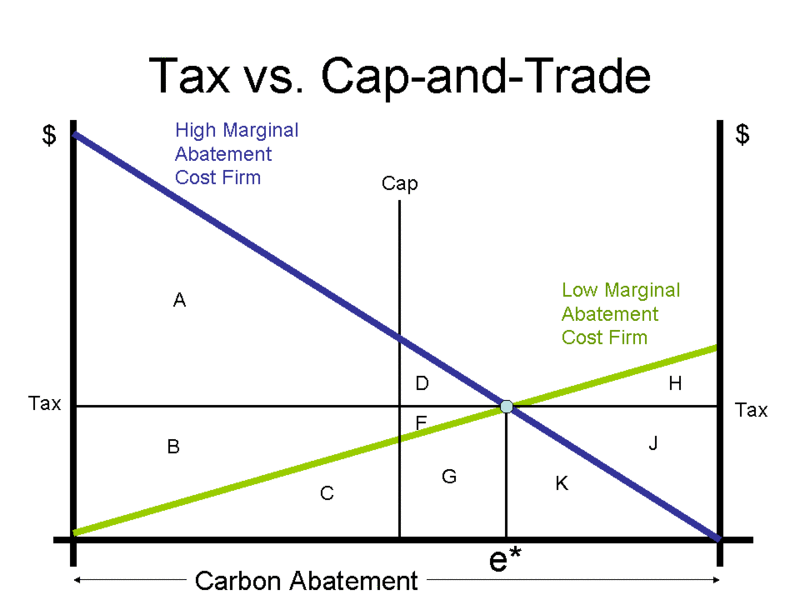 Tax vs. Cap-and-Trade
$
High Marginal
Abatement
Cost Firm
$
Cap
Low Marginal
Abatement
Cost Firm
A
D
H
Tax
Tax
F
B
J
C
G
K
e*
Carbon Abatement